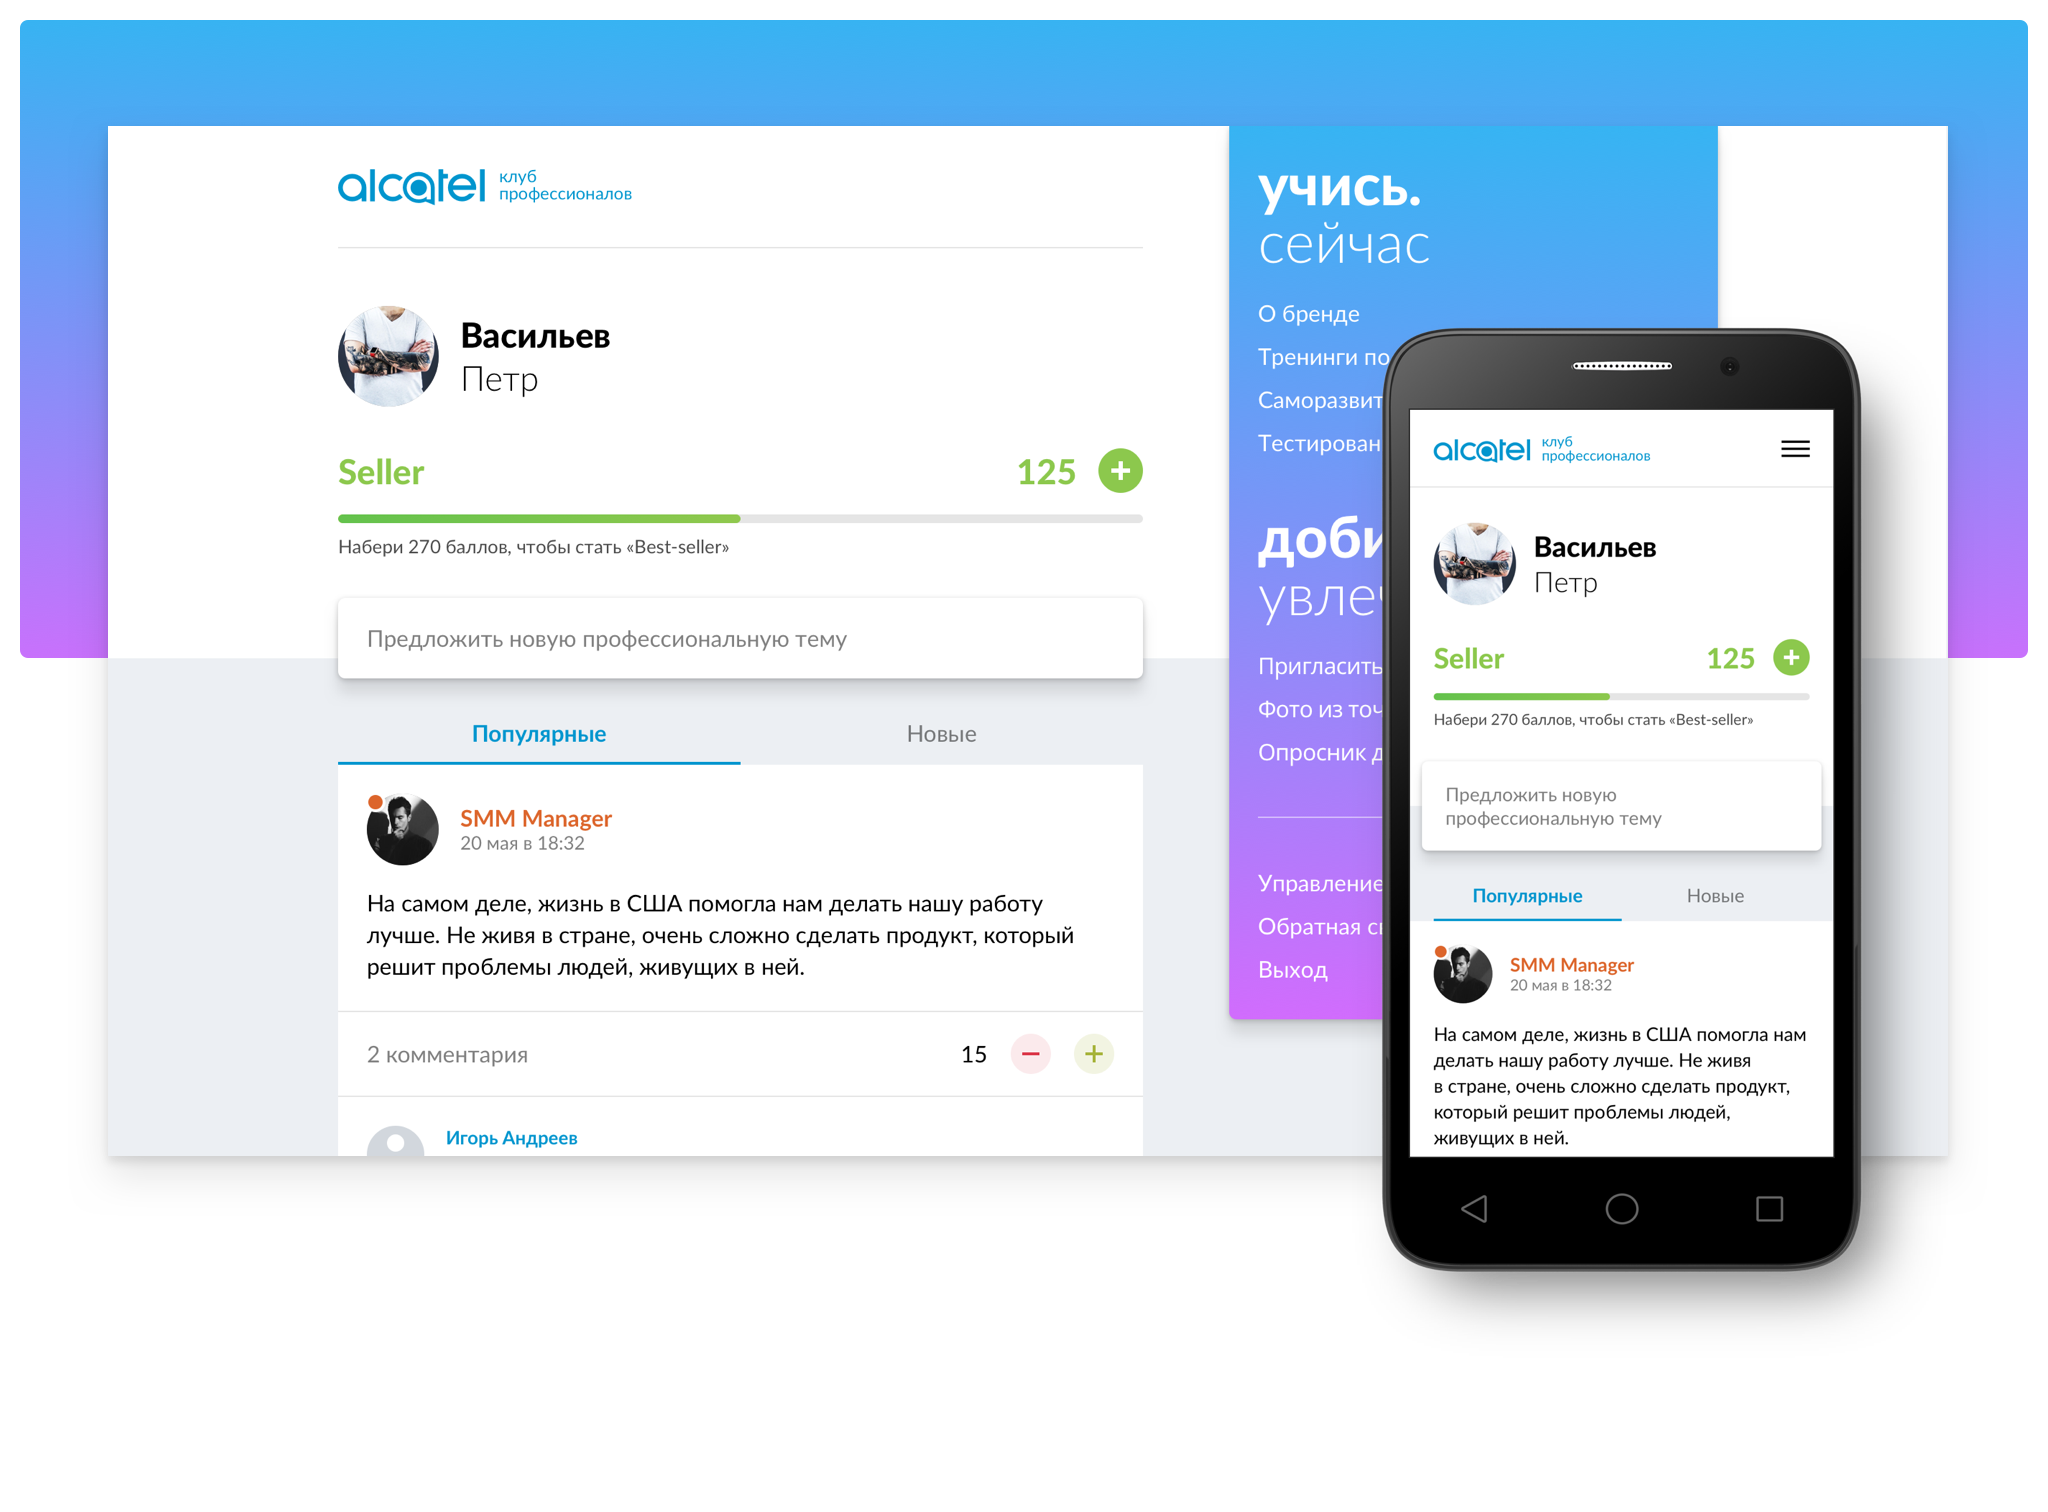 alcatel клуб
профессионалов
Васильев
Петр
Seller 125
Набери 270 баллов, чтобы стать «Best-seller»
Предложить новую профессиональную тему
Популярные Новые
SMM Manager
20 мая в 18:32
На самом деле, жизнь в США помогла нам делать нашу работу
лучше. Не живя в стране, очень сложно сделать продукт, который
решит проблемы людей, живущих в ней.
2 комментария 15
Игорь Андреев
учись.
сейчас
О бренде
Тренинги по
Саморазвит
Тестирован
доби
увле
Пригласить
Фото из точ
Опросник д
Управление
Обратная с
Выход
alcatel клуб
профессионалов
Васильев
Петр
Seller 125
Набери 270 баллов, чтобы стать «Best-seller»
Предложить новую
профессиональную тему
Популярные Новые
SMM Manager
20 мая в 18:32
На самом деле, жизнь в США помогла нам
делать нашу работу лучше. Не живя
в стране, очень сложно сделать продукт,
который решит проблемы людей,
живущих в ней.